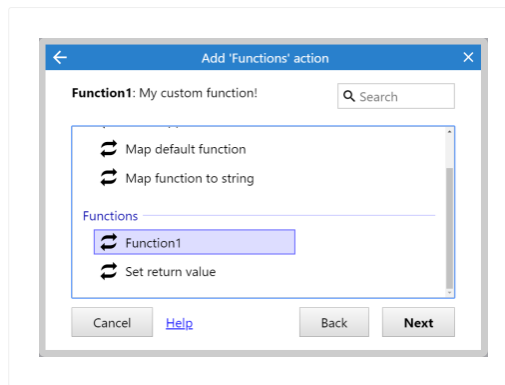 Add 'Functions' action
Function1: My custom function!
Search
Map default function
Map function to string
Functions
Function1
Set return value
Cancel
Help
Back
Next